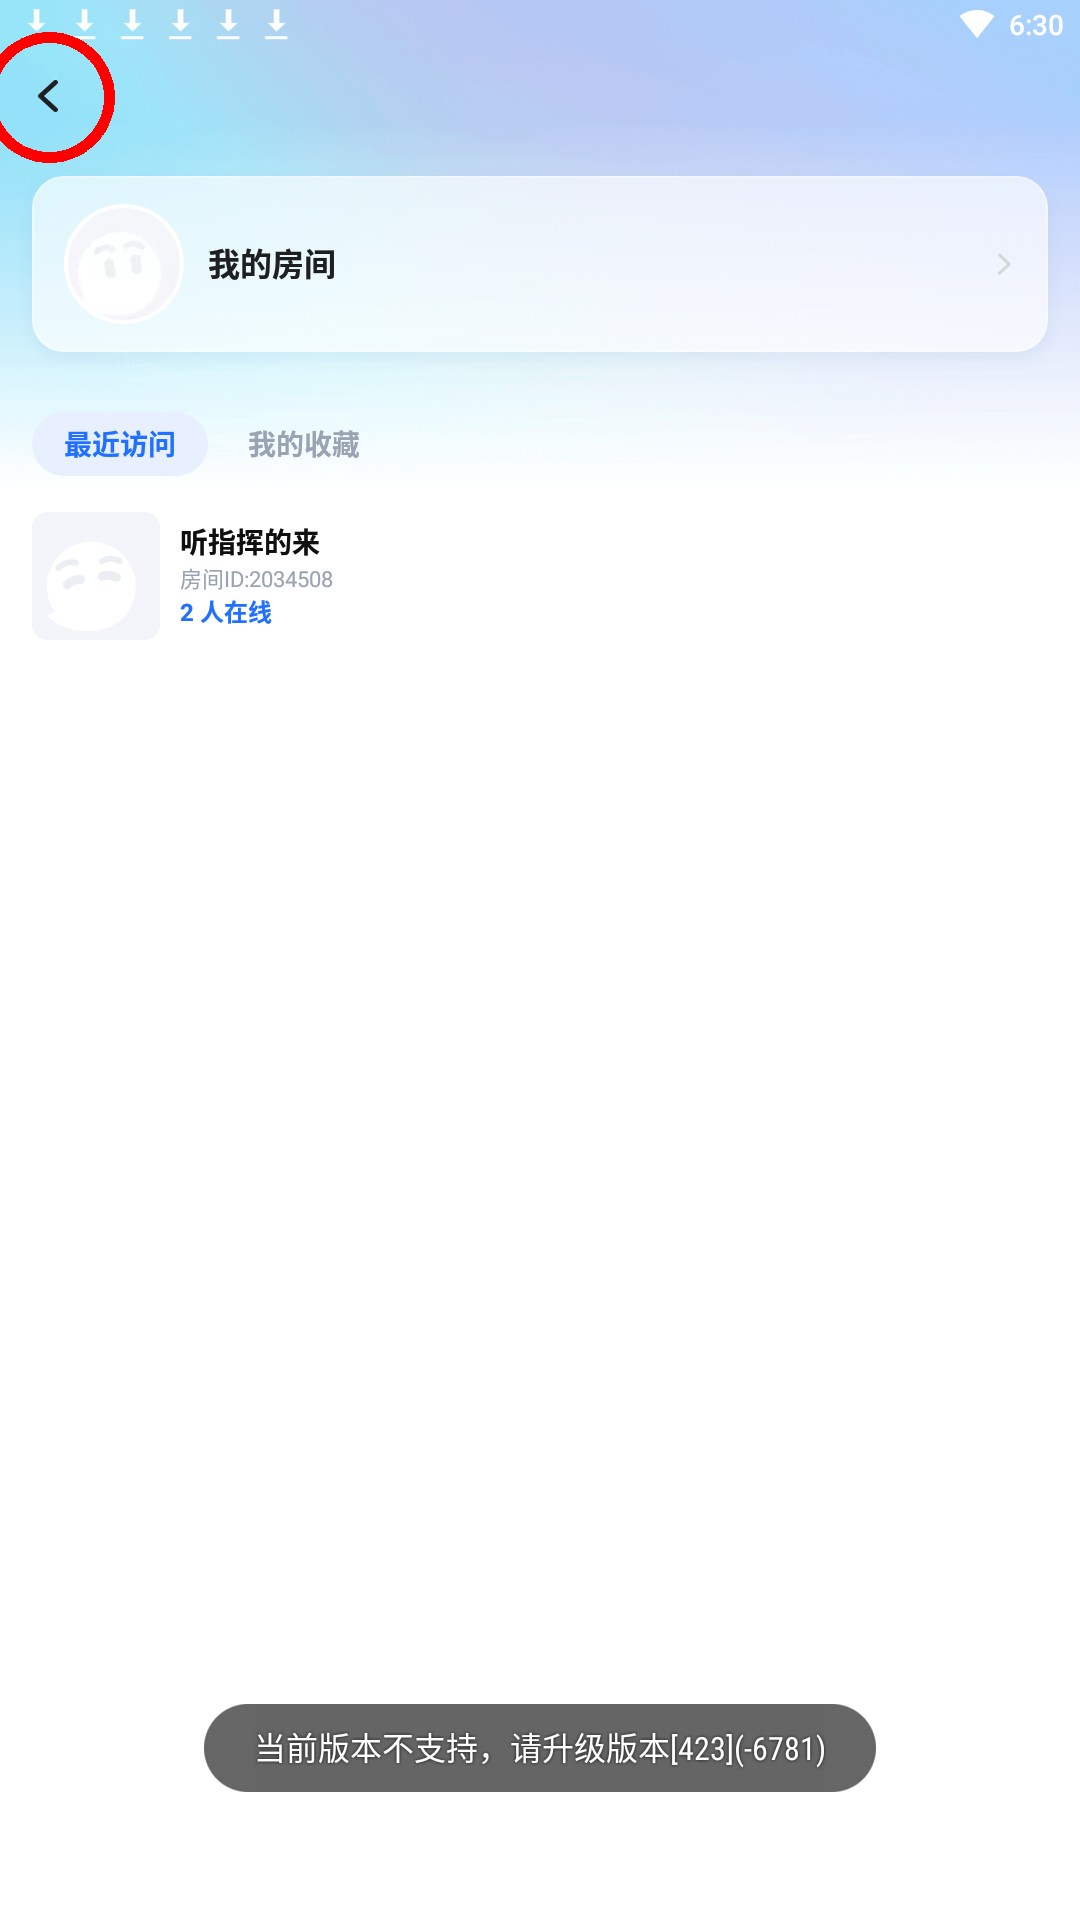 6:30
我的房间
最近访问 我的收藏
听指挥的来
房间ID:2034508
2 人在线
当前版本不支持，请升级版本[423](-6781)